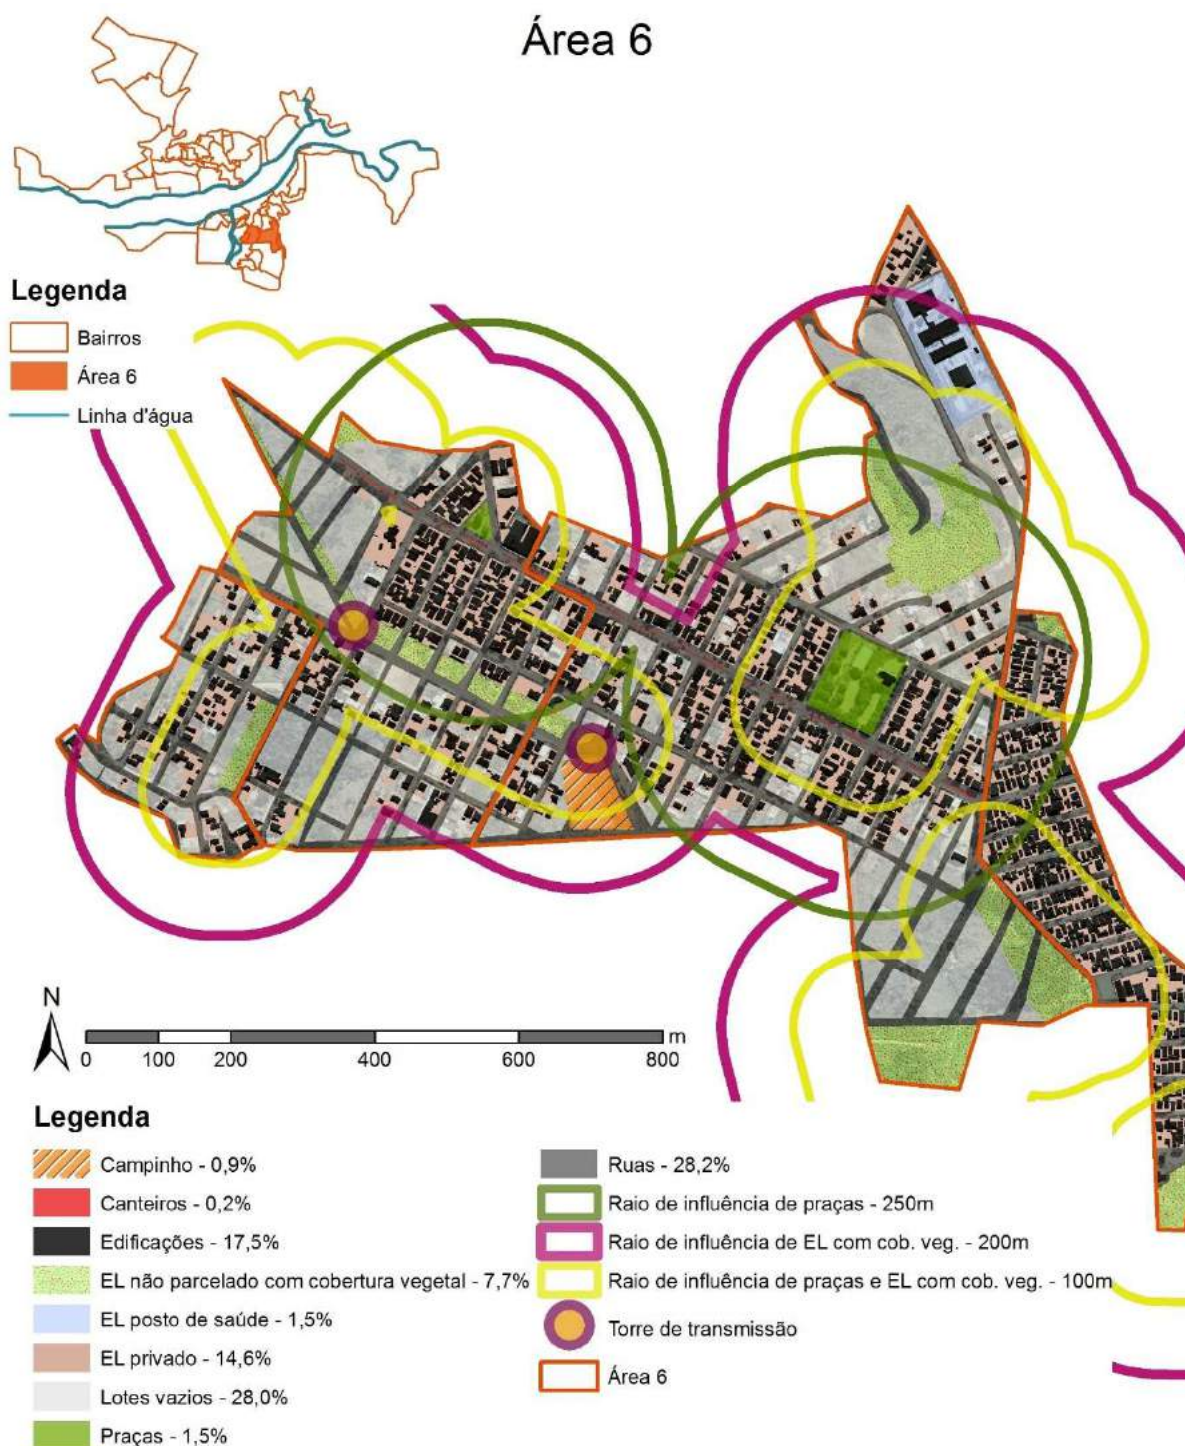 Área 6
Legenda
Bairros
Área 6
Linha d'água
N
0 100 200 400 600 800 m
Legenda
Campinho - 0,9%
Canteiros - 0,2%
Edificações - 17,5%
EL não parcelado com cobertura vegetal - 7,7%
EL posto de saúde - 1,5%
EL privado - 14,6%
Lotes vazios - 28,0%
Praças - 1,5%
Ruas - 28,2%
Raio de influência de praças - 250m
Raio de influência de EL com cob. veg. - 200m
Raio de influência de praças e EL com cob. veg. - 100m
Torre de transmissão
Área 6